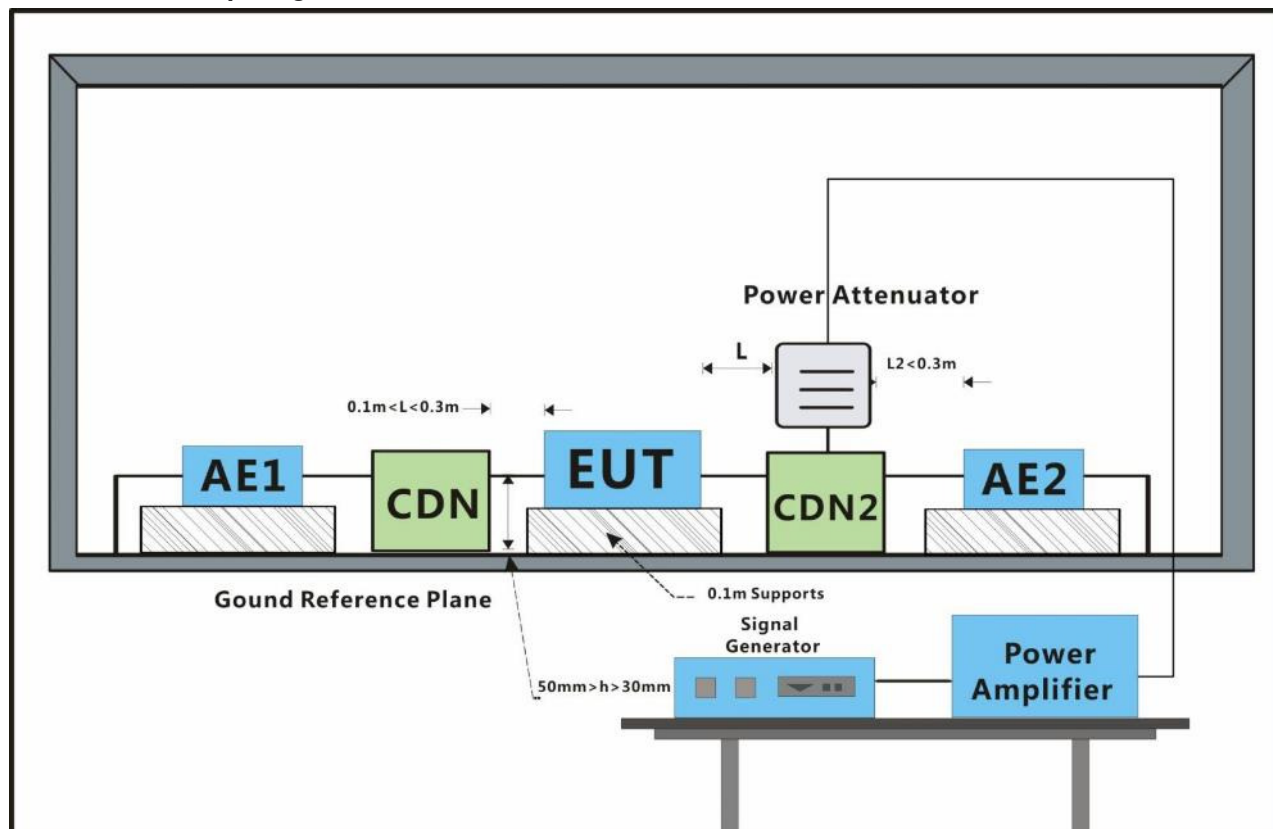 Power Attenuator
L
L2<0.3m
0.1m<L<0.3m
AE1
CDN
EUT
CDN2
AE2
Gound Reference Plane
0.1m Supports
Signal
Generator
Power
Amplifier
50mm>h>30mm